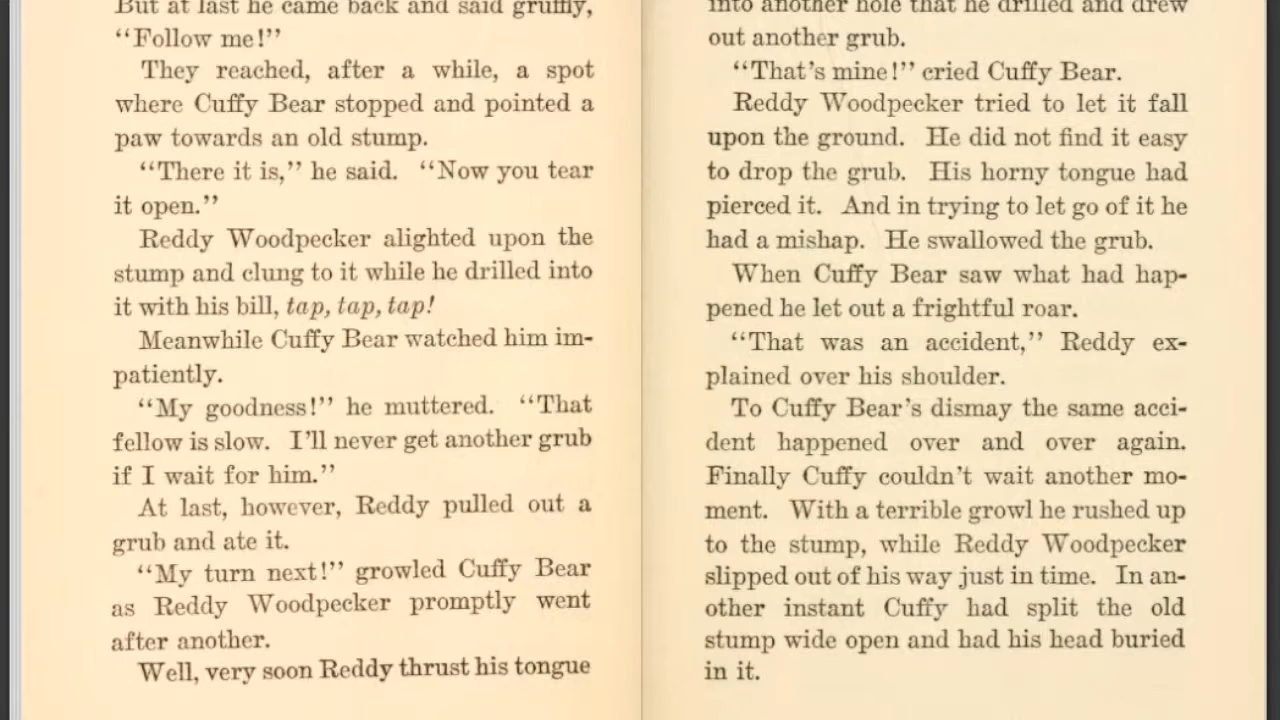 But at last he came back and said gruffly,
“Follow me!”
They reached, after a while, a spot
where Cuffy Bear stopped and pointed a
paw towards an old stump.
“There it is,” he said. “Now you tear
it open.”
Reddy Woodpecker alighted upon the
stump and clung to it while he drilled into
it with his bill, tap, tap, tap!
Meanwhile Cuffy Bear watched him im-
patiently.
“My goodness!” he muttered. “That
fellow is slow. I’ll never get another grub
if I wait for him.”
At last, however, Reddy pulled out a
grub and ate it.
“My turn next!” growled Cuffy Bear
as Reddy Woodpecker promptly went
after another.
Well, very soon Reddy thrust his tongue
into another hole that he drilled and drew
out another grub.
“That’s mine!” cried Cuffy Bear.
Reddy Woodpecker tried to let it fall
upon the ground. He did not find it easy
to drop the grub. His horny tongue had
pierced it. And in trying to let go of it he
had a mishap. He swallowed the grub.
When Cuffy Bear saw what had hap-
pened he let out a frightful roar.
“That was an accident,” Reddy ex-
plained over his shoulder.
To Cuffy Bear’s dismay the same acci-
dent happened over and over again.
Finally Cuffy couldn’t wait another mo-
ment. With a terrible growl he rushed up
to the stump, while Reddy Woodpecker
slipped out of his way just in time. In an-
other instant Cuffy had split the old
stump wide open and had his head buried
in it.